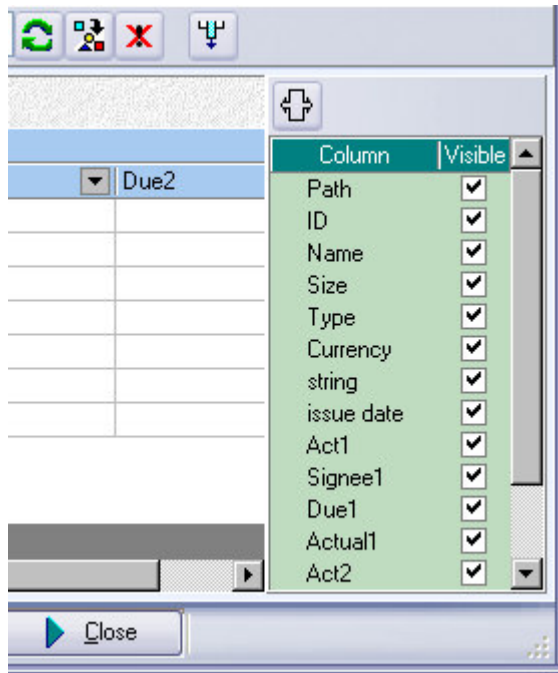 Column Visible
Due2
Path
ID
Name
Size
Type
Currency
string
issue date
Act1
Signee1
Due1
Actual1
Act2
Close